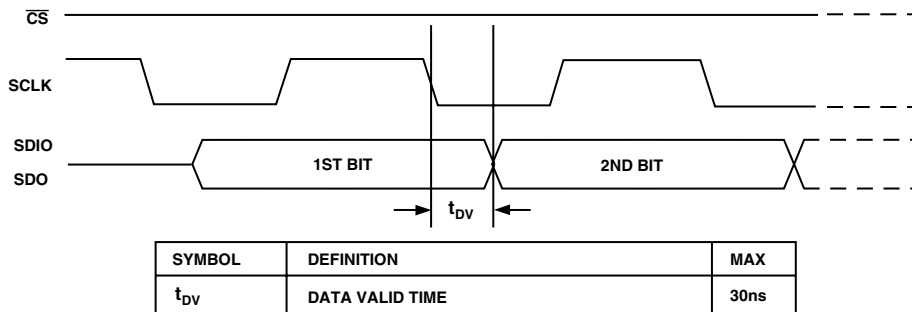 CS
SCLK
SDIO
SDO
1ST BIT
2ND BIT
tDV
SYMBOL DEFINITION MAX
tDV DATA VALID TIME 30ns